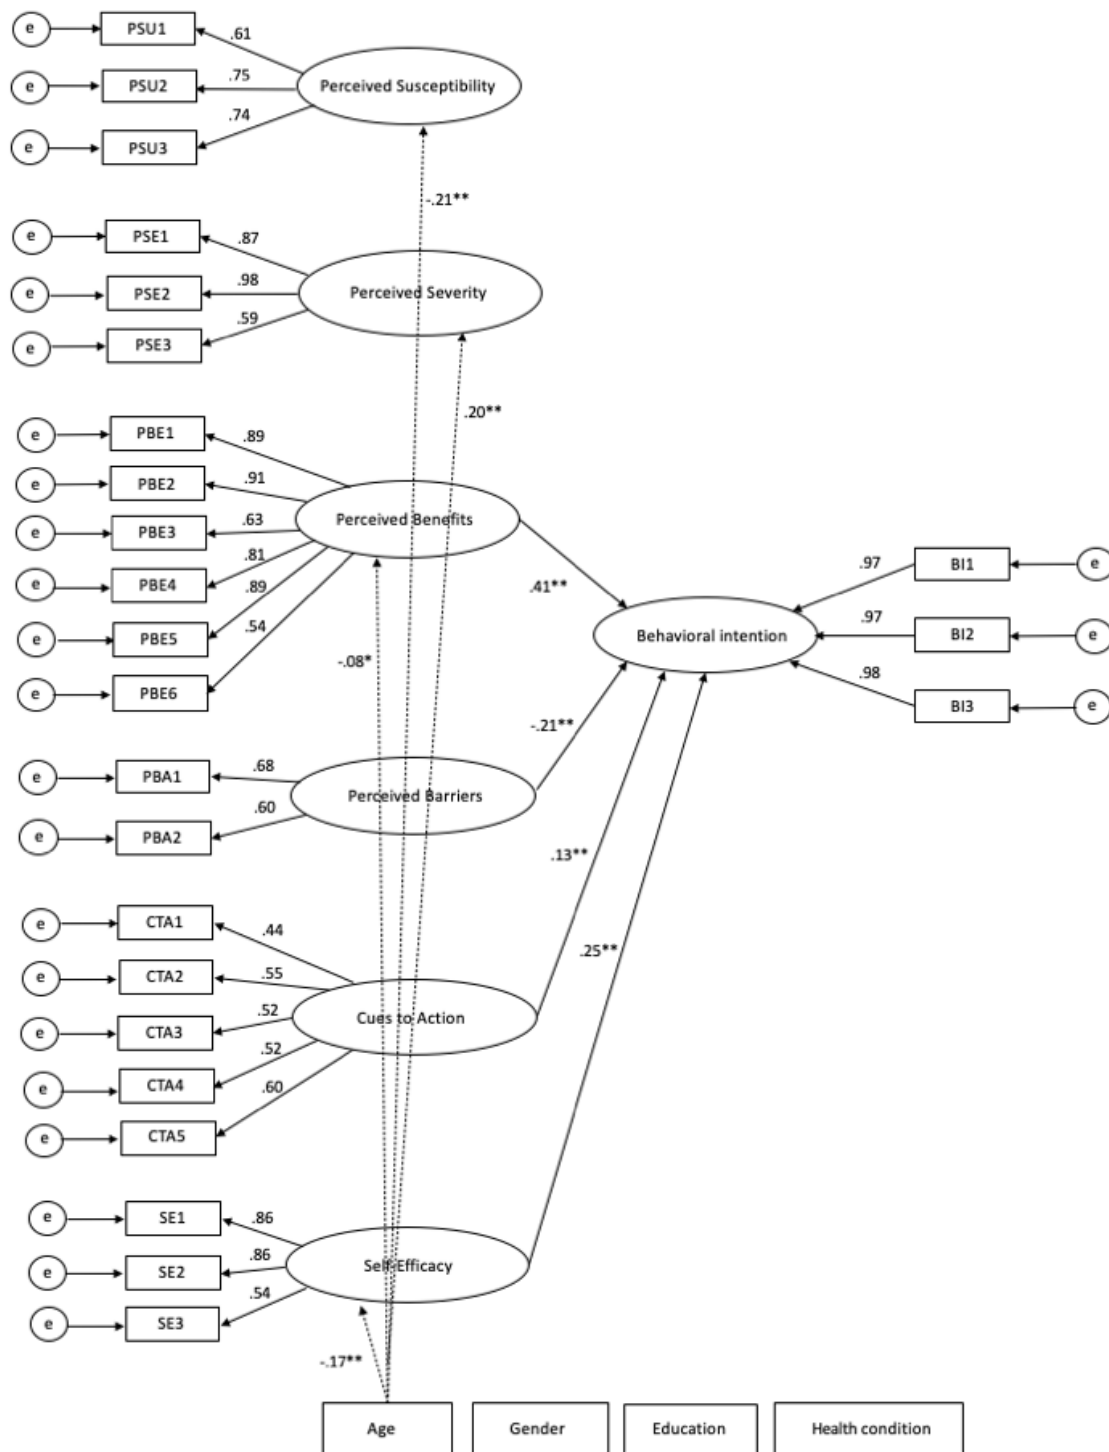 e PSU1 .61
Perceived Susceptibility
e PSU2 .75
e PSU3 .74
-.21**
e PSE1 .87
e PSE2 .98
Perceived Severity
e PSE3 .59
.20**
e PBE1 .89
e PBE2 .91
Perceived Benefits
e PBE3 .63
e PBE4 .81
e PBE5 .89
e PBE6 .54
-.08*
.41**
Behavioral intention
.97 BI1 e
.97 BI2 e
.98 BI3 e
-.21**
e PBA1 .68
Perceived Barriers
e PBA2 .60
.13**
e CTA1 .44
e CTA2 .55
Cues to Action
e CTA3 .52
e CTA4 .52
e CTA5 .60
.25**
e SE1 .86
e SE2 .86
Self-Efficacy
e SE3 .54
-.17**
Age Gender Education Health condition